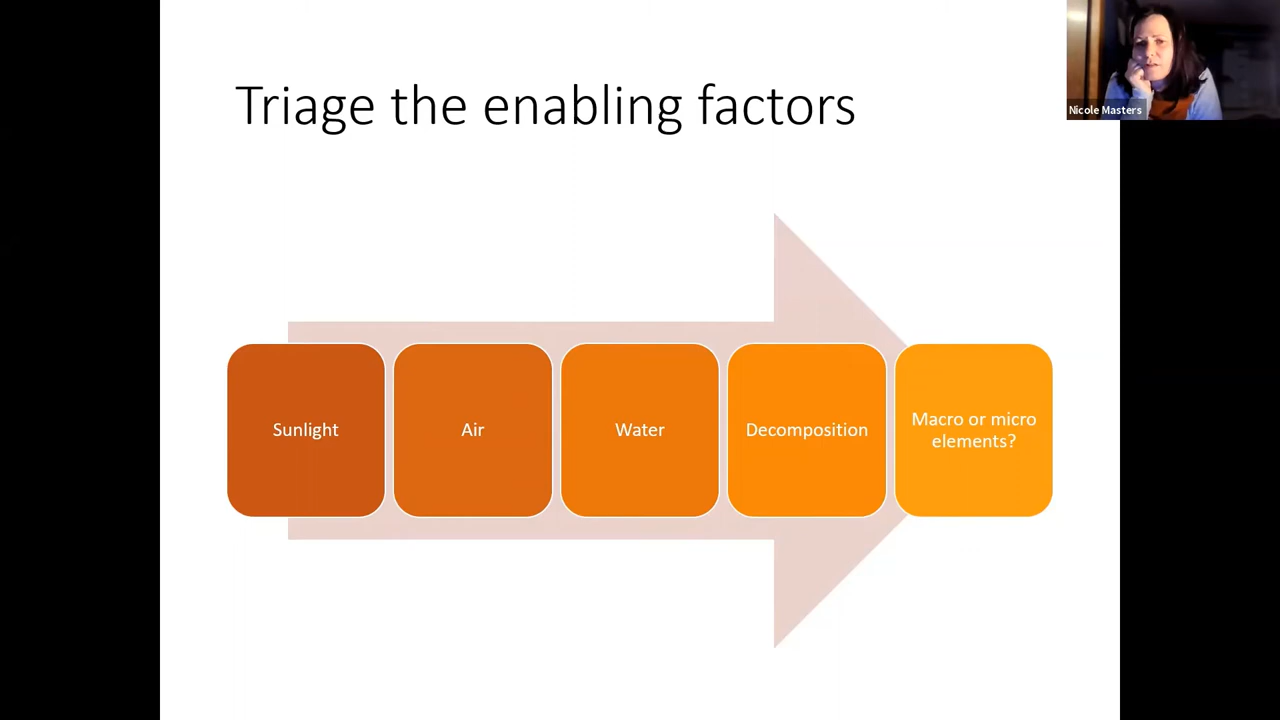 Nicole Masters
Triage the enabling factors
Sunlight
Air
Water
Decomposition
Macro or micro
elements?